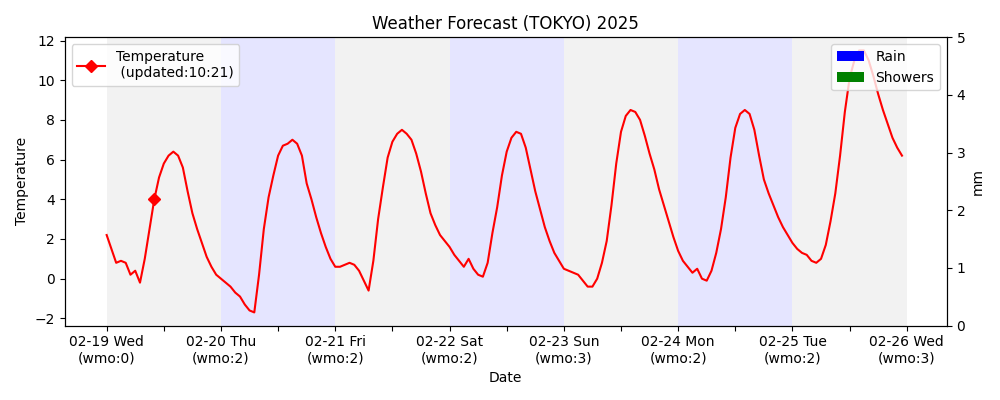 Weather Forecast (TOKYO) 2025
Temperature
(updated:10:21)
Rain
Showers
Temperature
12
10
8
6
4
2
0
−2
5
4
3
2
1
0
mm
02-19 Wed
(wmo:0)
02-20 Thu
(wmo:2)
02-21 Fri
(wmo:2)
02-22 Sat
(wmo:2)
02-23 Sun
(wmo:3)
02-24 Mon
(wmo:2)
02-25 Tue
(wmo:2)
02-26 Wed
(wmo:3)
Date